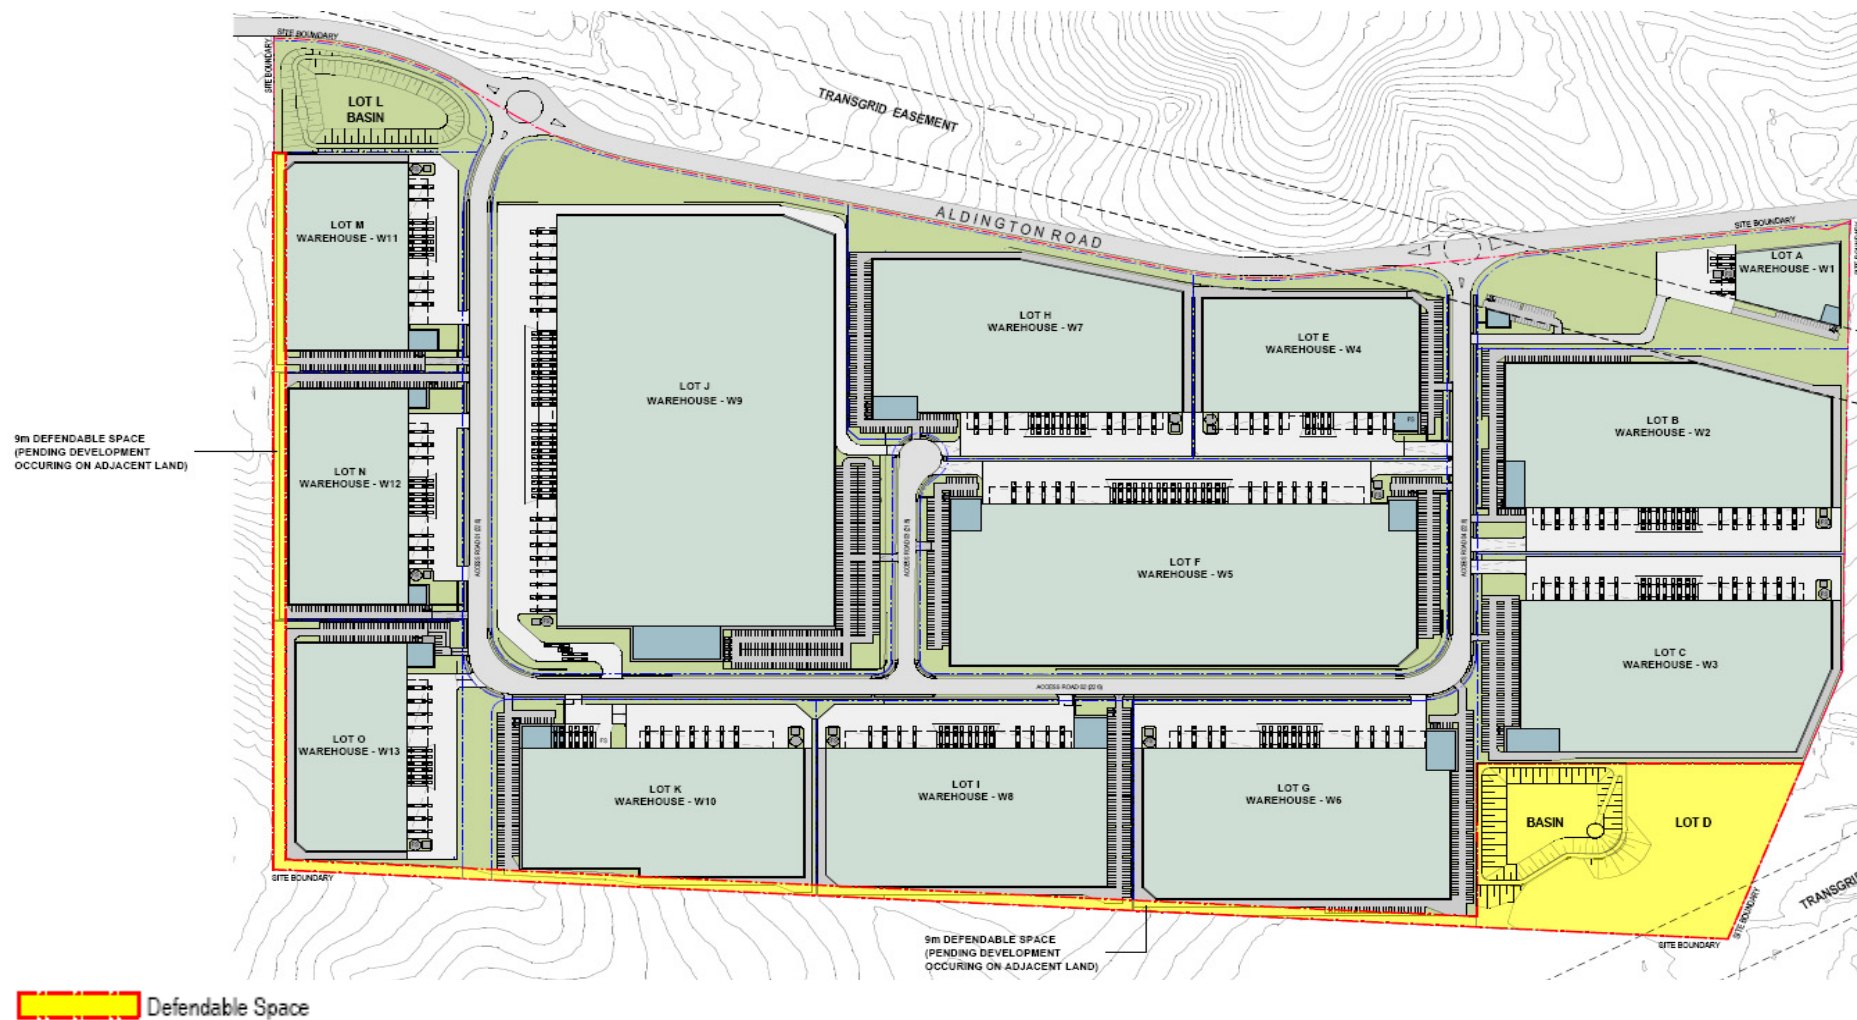 SITE BOUNDARY
SITE BOUNDARY
LOT L
BASIN
TRANSGRID EASEMENT
ALDINGTON ROAD
SITE BOUNDARY
LOT M
WAREHOUSE - W11
LOT A
WAREHOUSE - W1
LOT H
WAREHOUSE - W7
LOT E
WAREHOUSE - W4
LOT J
WAREHOUSE - W9
LOT B
WAREHOUSE - W2
9m DEFENDABLE SPACE
(PENDING DEVELOPMENT
OCCURING ON ADJACENT LAND)
LOT N
WAREHOUSE - W12
LOT F
WAREHOUSE - W5
LOT C
WAREHOUSE - W3
LOT O
WAREHOUSE - W13
LOT K
WAREHOUSE - W10
LOT I
WAREHOUSE - W8
LOT G
WAREHOUSE - W6
BASIN
LOT D
SITE BOUNDARY
SITE BOUNDARY
SITE BOUNDARY
9m DEFENDABLE SPACE
(PENDING DEVELOPMENT
OCCURING ON ADJACENT LAND)
Defendable Space